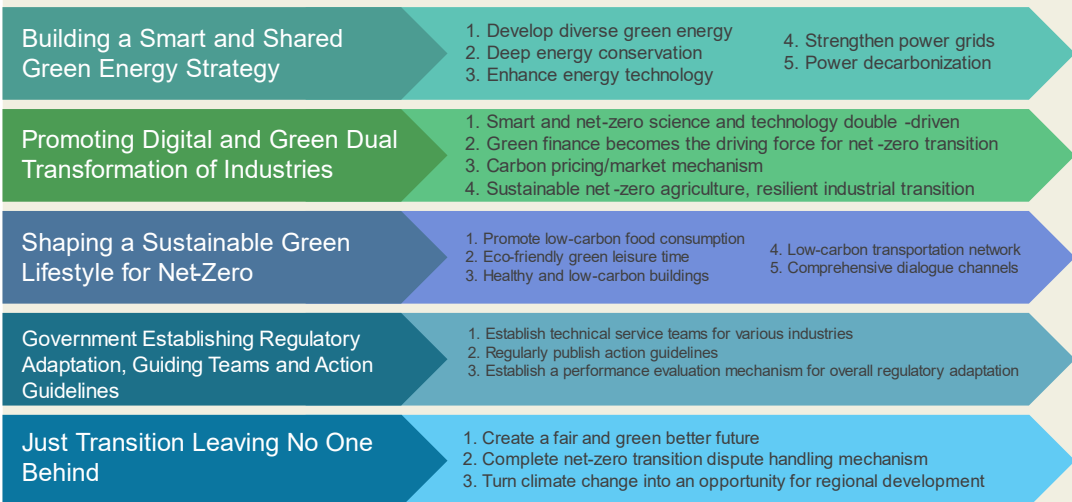 Building a Smart and Shared
Green Energy Strategy
1. Develop diverse green energy
2. Deep energy conservation
3. Enhance energy technology
4. Strengthen power grids
5. Power decarbonization
Promoting Digital and Green Dual
Transformation of Industries
1. Smart and net-zero science and technology double -driven
2. Green finance becomes the driving force for net -zero transition
3. Carbon pricing/market mechanism
4. Sustainable net -zero agriculture, resilient industrial transition
Shaping a Sustainable Green
Lifestyle for Net-Zero
1. Promote low-carbon food consumption
2. Eco-friendly green leisure time
3. Healthy and low-carbon buildings
4. Low-carbon transportation network
5. Comprehensive dialogue channels
Government Establishing Regulatory
Adaptation, Guiding Teams and Action
Guidelines
1. Establish technical service teams for various industries
2. Regularly publish action guidelines
3. Establish a performance evaluation mechanism for overall regulatory adaptation
Just Transition Leaving No One
Behind
1. Create a fair and green better future
2. Complete net-zero transition dispute handling mechanism
3. Turn climate change into an opportunity for regional development